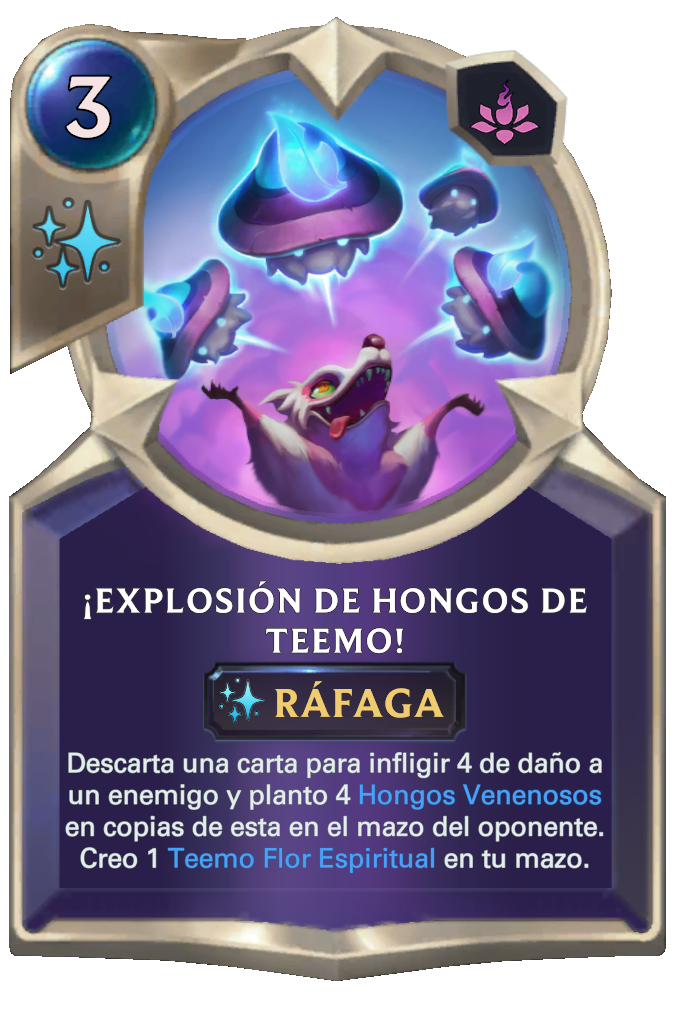 3
¡EXPLOSIÓN DE HONGOS DE
TEEMO!
RÁFAGA
Descarta una carta para infligir 4 de daño a
un enemigo y planto 4 Hongos Venenosos
en copias de esta en el mazo del oponente.
Creo 1 Teemo Flor Espiritual en tu mazo.